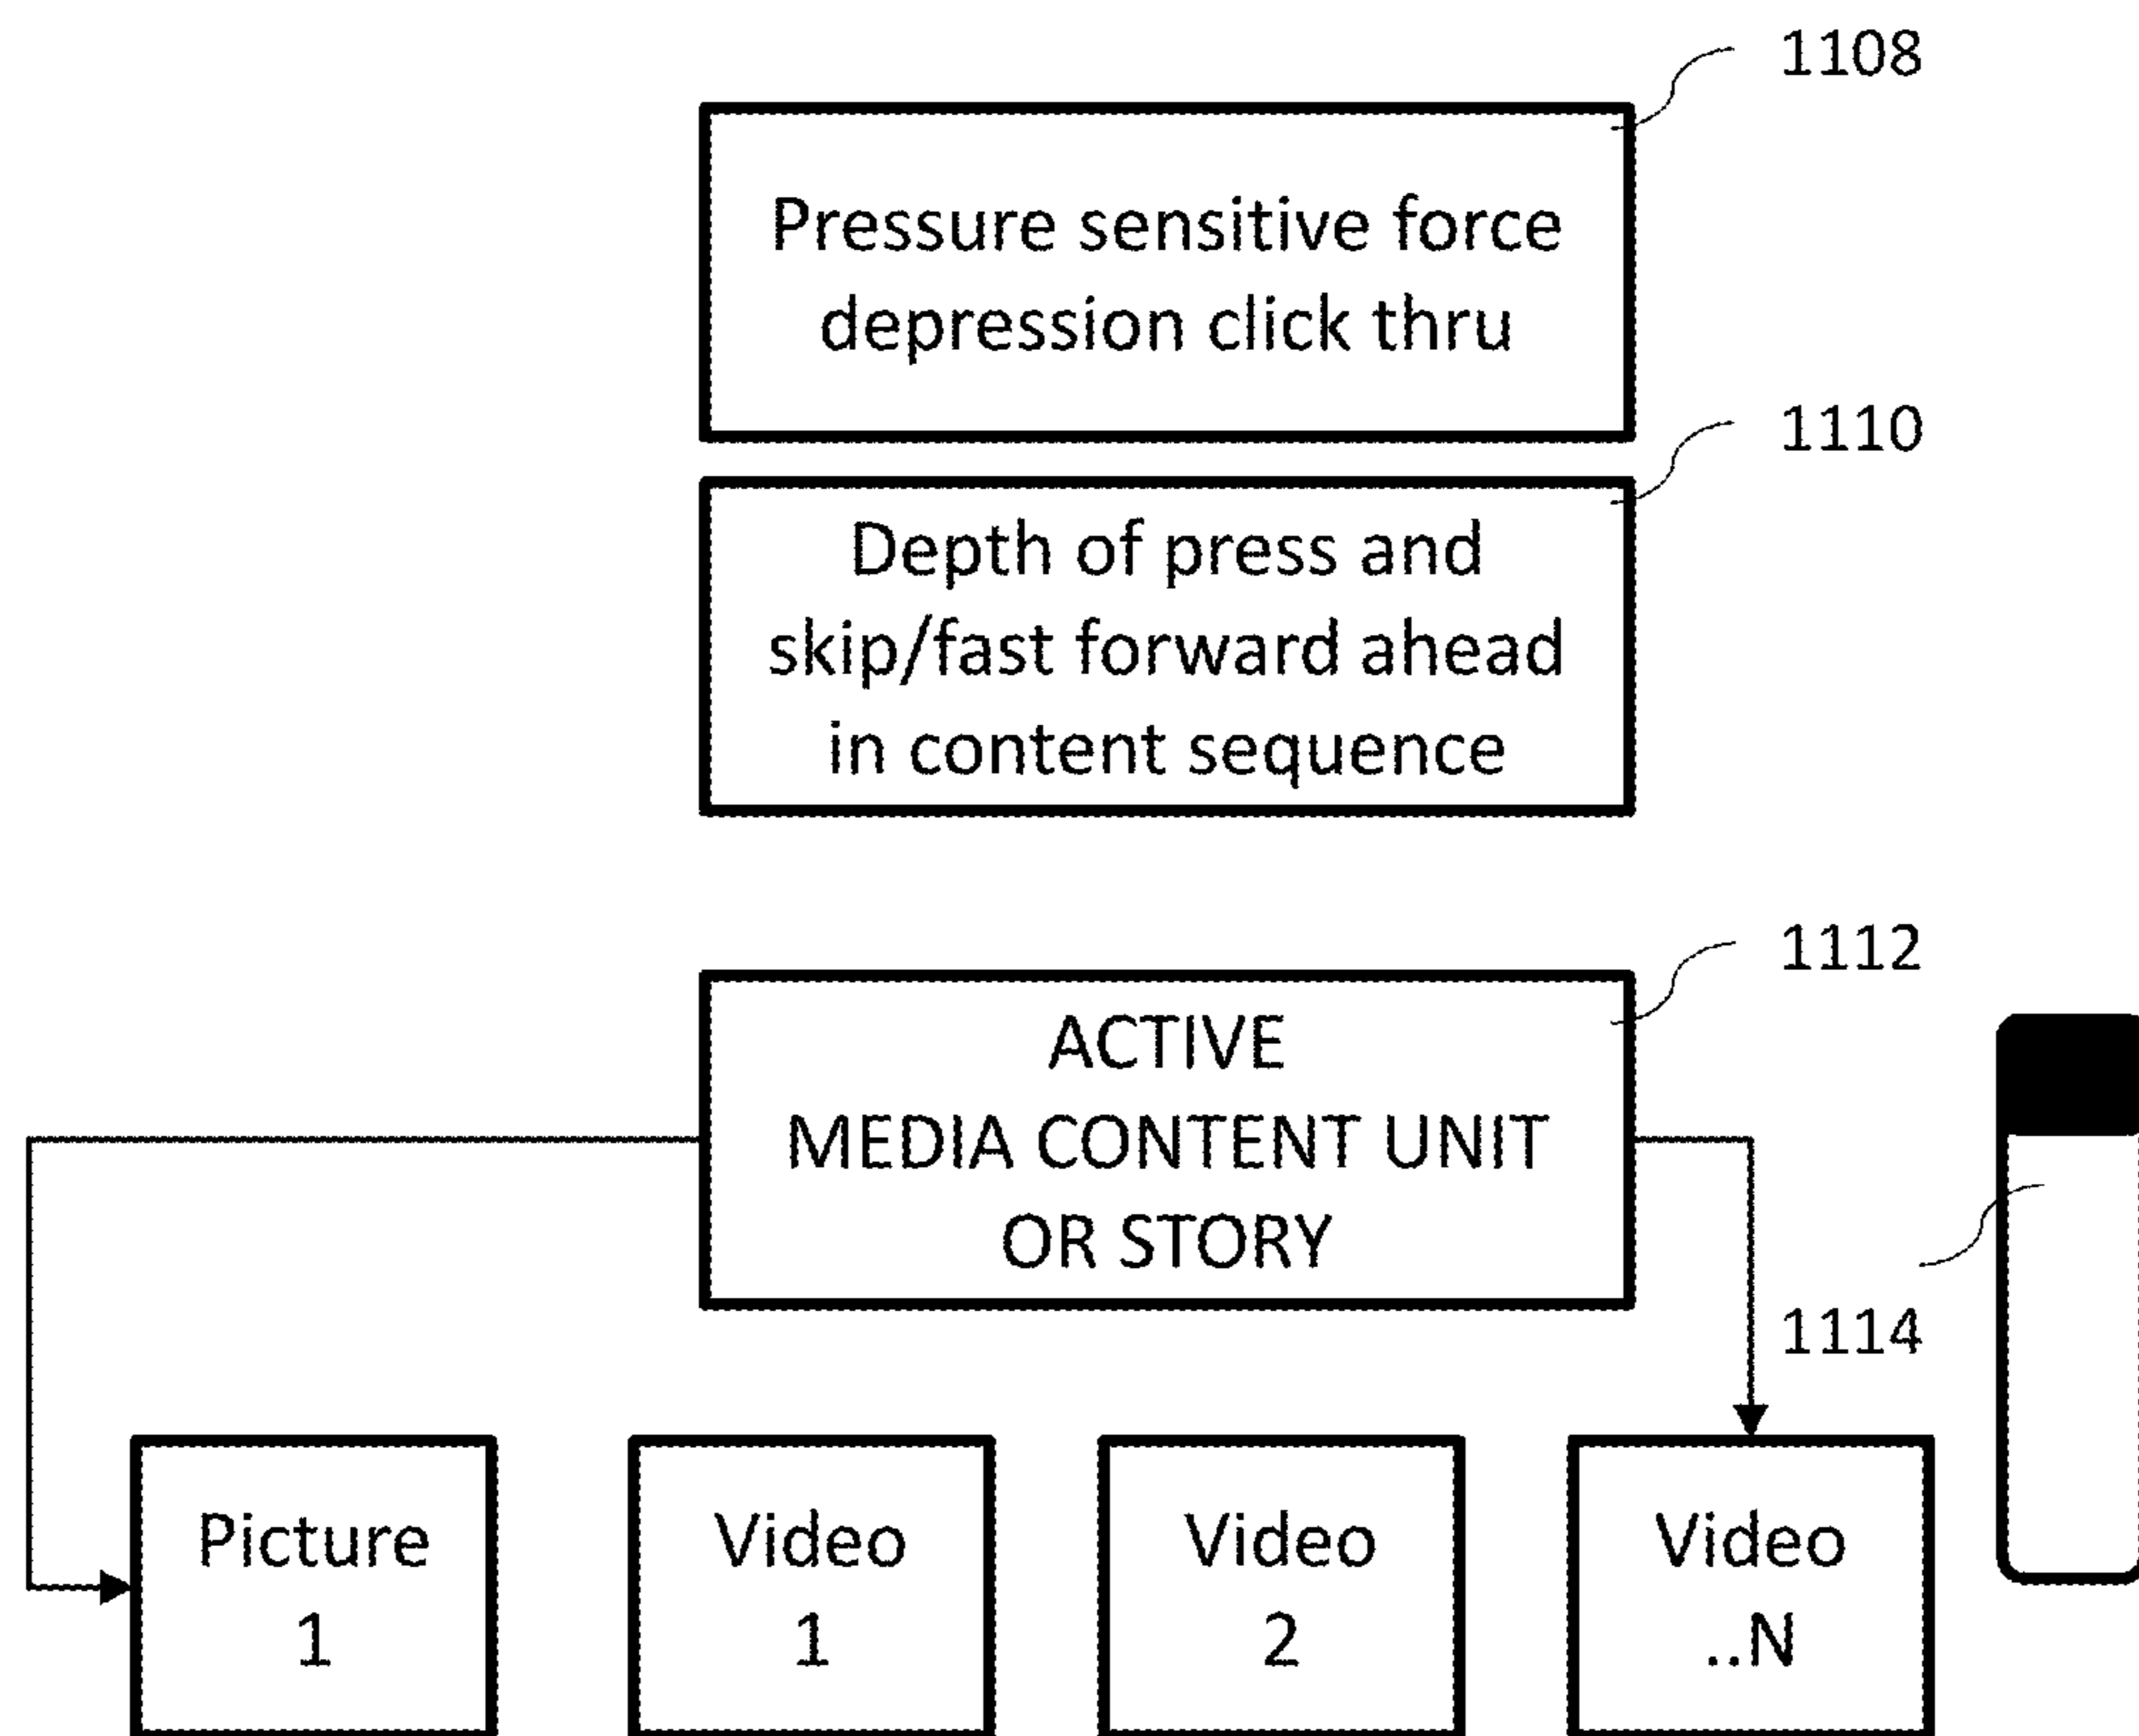 1108
Pressure sensitive force
depression click thru
1110
Depth of press and
skip/fast forward ahead
in content sequence
1112
ACTIVE
MEDIA CONTENT UNIT
OR STORY
1114
Picture
1
Video
1
Video
2
Video
..N